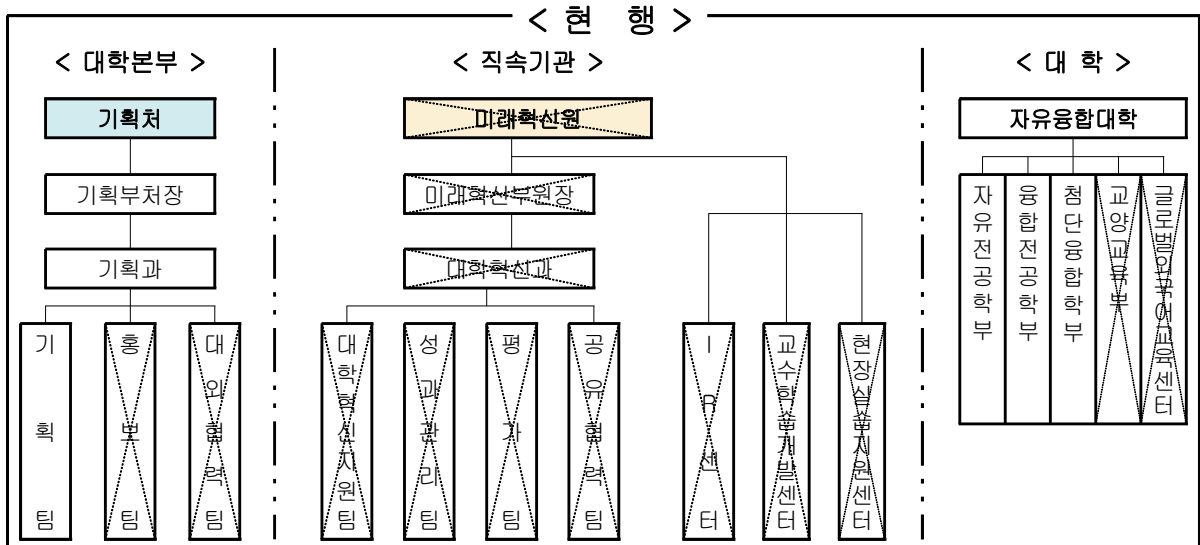 < 현 행 >
< 대학본부 >
< 직속기관 >
< 대 학 >
기획처
미래혁신원
자유융합대학
기획부처장
미래혁신부원장
기획과
대학혁신과
자유전공학부
융합전공학부
첨단융합학부
교양교육부
글로벌외국어교육센터
기획팀
홍보팀
대외협력팀
대학혁신지원팀
성과관리팀
평가팀
공유협력팀
IR센터
교수학습개발센터
현장실습지원센터